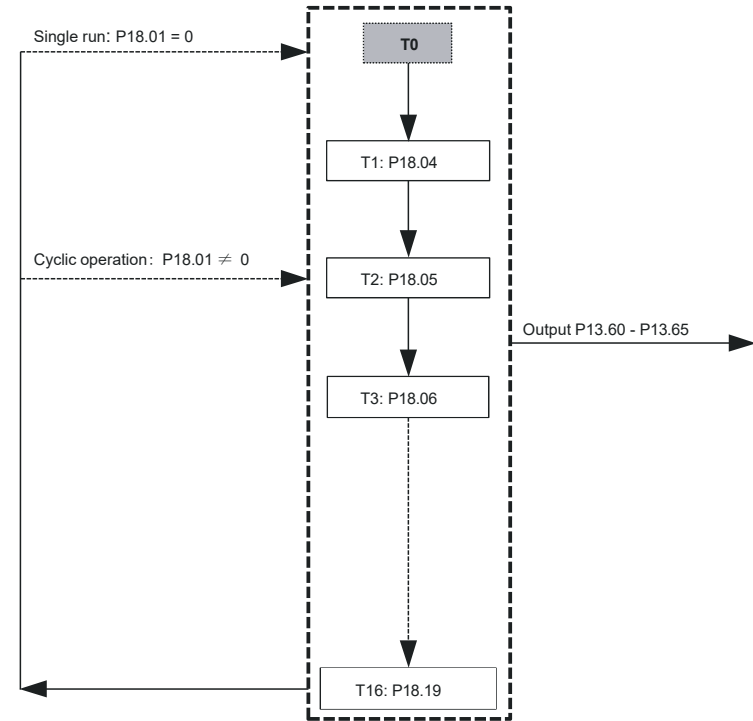 Single run: P18.01 = 0
T0
T1: P18.04
Cyclic operation: P18.01 ≠ 0
T2: P18.05
Output P13.60 - P13.65
T3: P18.06
T16: P18.19